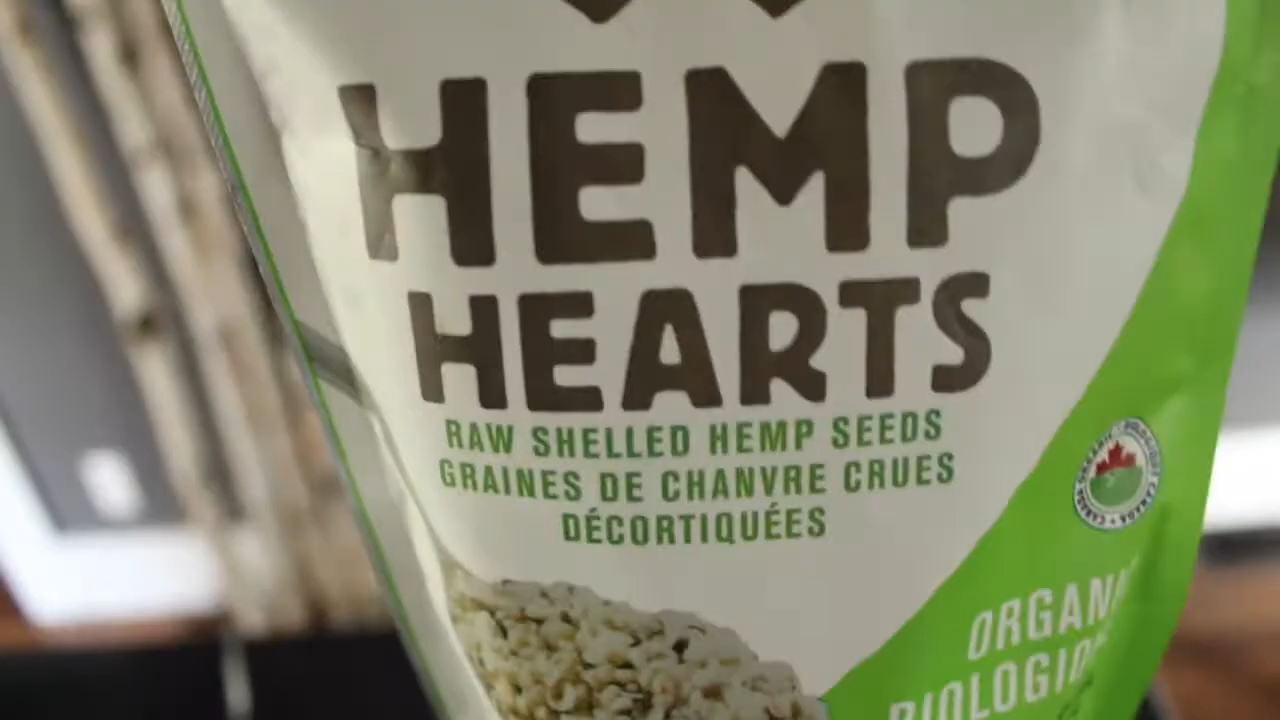 HEMP
HEARTS
RAW SHELLED HEMP SEEDS
GRAINES DE CHANVRE CRUES
DÉCORTIQUÉES